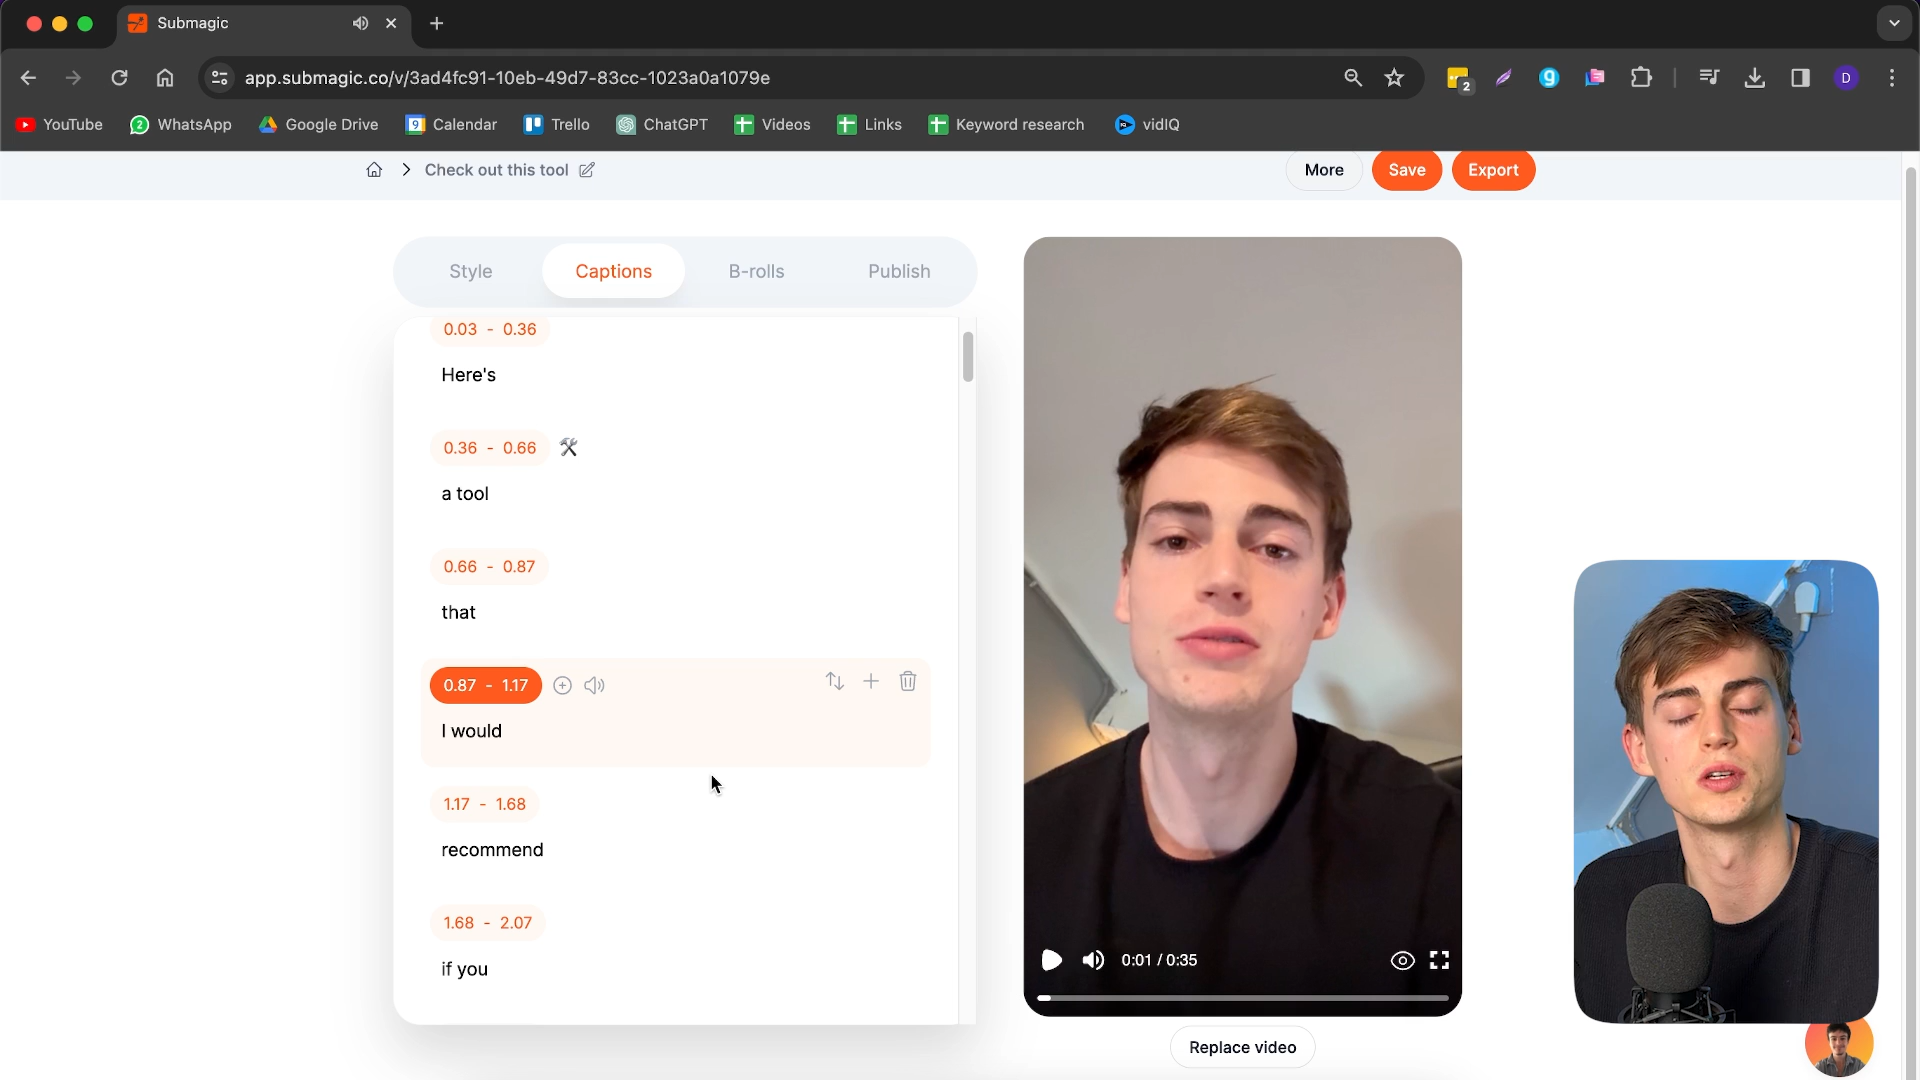 Submagic
app.submagic.co/v/3ad4fc91-10eb-49d7-83cc-1023a0a1079e
2
D
YouTube
2 WhatsApp
Google Drive
9 Calendar
Trello
ChatGPT
Videos
Links
Keyword research
vidIQ
Check out this tool
More
Save
Export
Style
Captions
B-rolls
Publish
0.03 - 0.36
Here's
0.36 - 0.66
a tool
0.66 - 0.87
that
0.87 - 1.17
I would
1.17 - 1.68
recommend
1.68 - 2.07
if you
0:01 / 0:35
Replace video